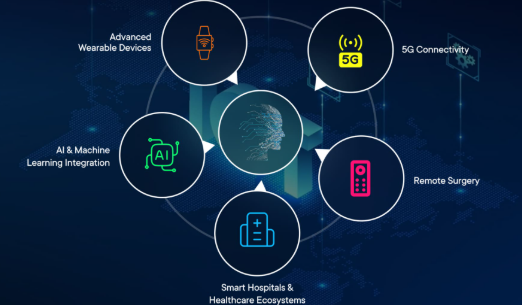 Advanced
Wearable Devices
5G
5G Connectivity
AI & Machine
Learning Integration
AI
Remote Surgery
Smart Hospitals &
Healthcare Ecosystems